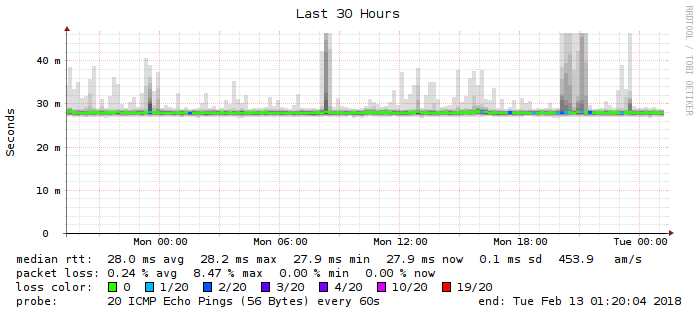 Last 30 Hours
RRDTOOL / TOBI OETIKER
Seconds
40 m
30 m
20 m
10 m
0
Mon 00:00 Mon 06:00 Mon 12:00 Mon 18:00 Tue 00:00
median rtt: 28.0 ms avg 28.2 ms max 27.9 ms min 27.9 ms now 0.1 ms sd 453.9 am/s
packet loss: 0.24 % avg 8.47 % max 0.00 % min 0.00 % now
loss color: 0 1/20 2/20 3/20 4/20 10/20 19/20
probe: 20 ICMP Echo Pings (56 Bytes) every 60s end: Tue Feb 13 01:20:04 2018